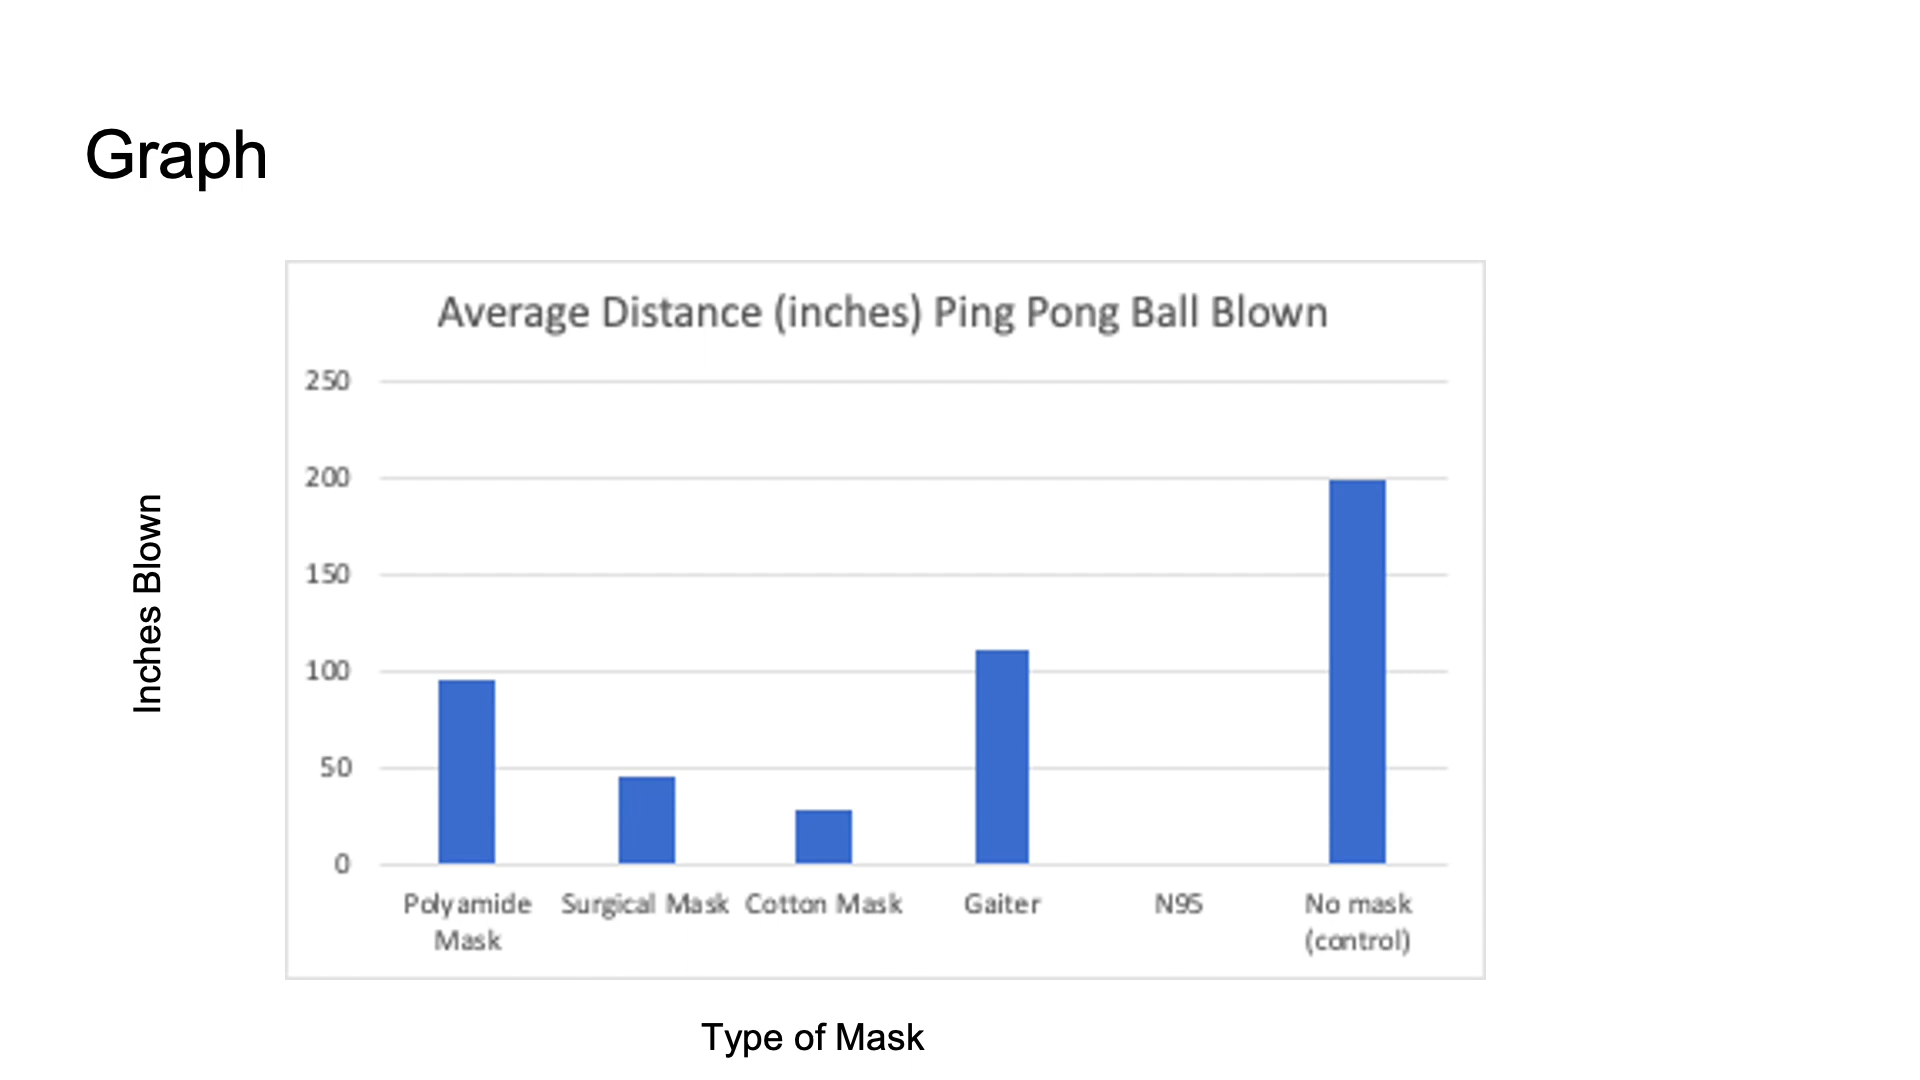 Graph
Average Distance (inches) Ping Pong Ball Blown
250
200
150
100
50
0
Inches Blown
Polyamide Mask
Surgical Mask
Cotton Mask
Gaiter
N95
No mask (control)
Type of Mask